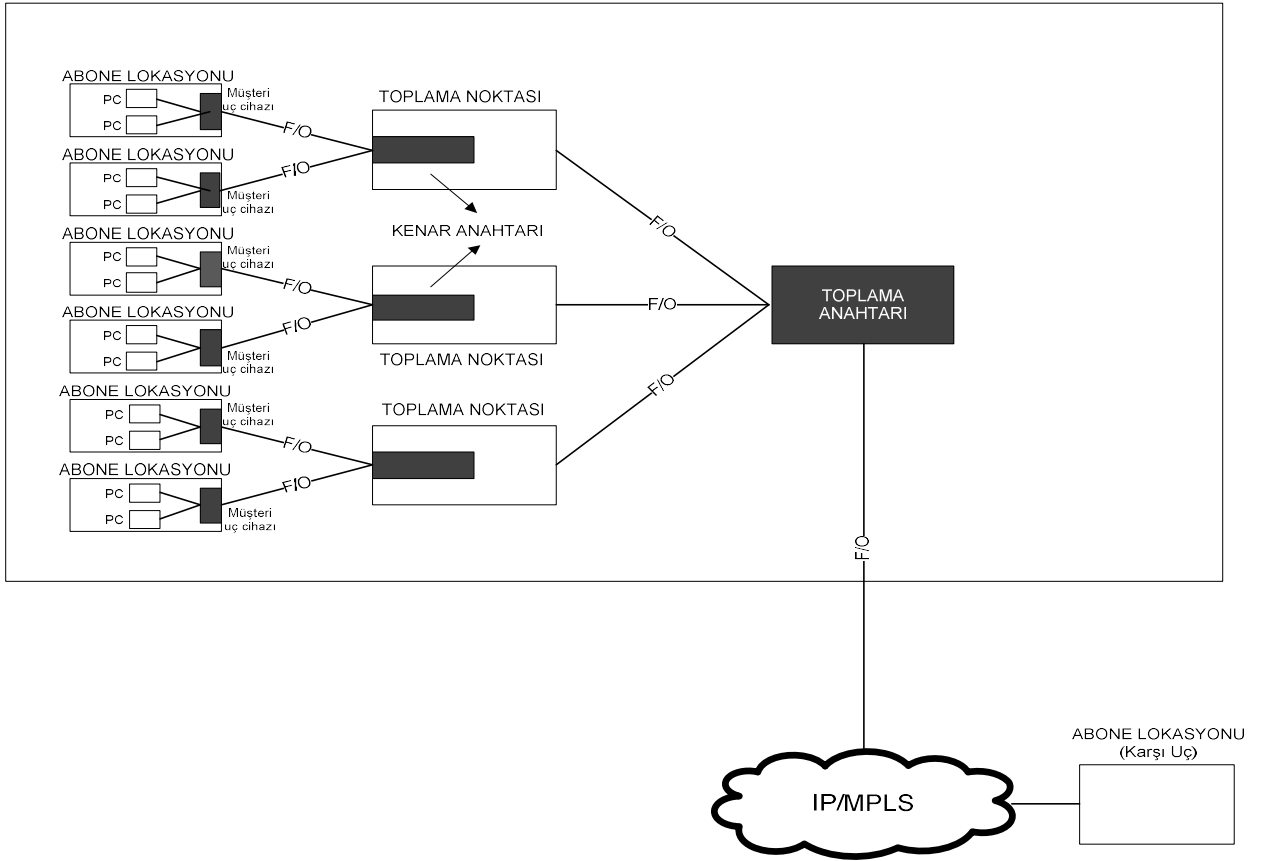 ABONE LOKASYONU
PC
PC
Müşteri
uç cihazı
F/O
ABONE LOKASYONU
PC
PC
Müşteri
uç cihazı
F/O
ABONE LOKASYONU
PC
PC
Müşteri
uç cihazı
F/O
ABONE LOKASYONU
PC
PC
Müşteri
uç cihazı
F/O
ABONE LOKASYONU
PC
PC
Müşteri
uç cihazı
F/O
ABONE LOKASYONU
PC
PC
Müşteri
uç cihazı
F/O
TOPLAMA NOKTASI
KENAR ANAHTARI
TOPLAMA NOKTASI
TOPLAMA NOKTASI
F/O
F/O
F/O
TOPLAMA
ANAHTARI
F/O
IP/MPLS
ABONE LOKASYONU
(Karşı Uç)